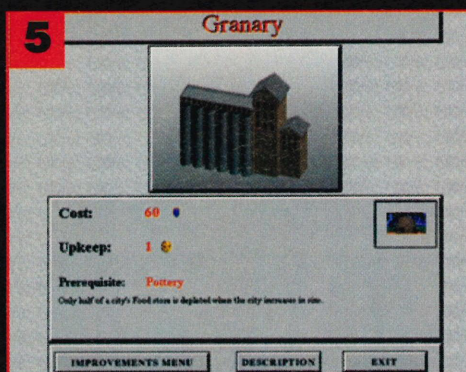 5
Granary
Cost: 60
Upkeep: 1
Prerequisite: Pottery
Only half of a city's Food store is depleted when the city increases in size.
IMPROVEMENTS MENU DESCRIPTION EXIT